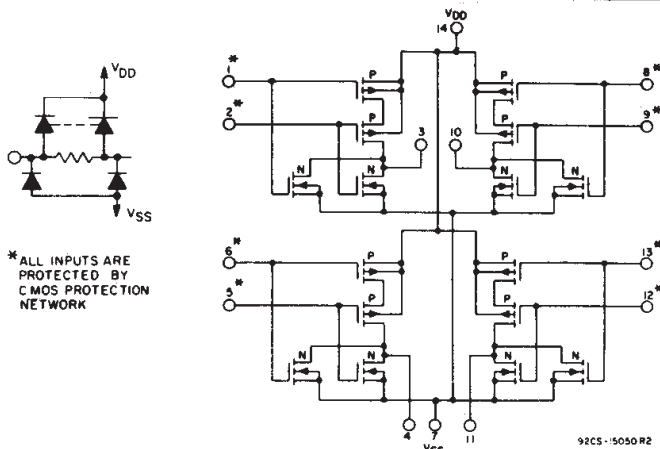 VDD
14
1*
P
P
8*
VDD
2*
P
P
9*
3
10
N
N
N
N
VSS
*ALL INPUTS ARE
PROTECTED BY
CMOS PROTECTION
NETWORK
6*
P
P
13*
5*
P
P
12*
N
N
N
N
4
7
11
92CS-15050R2